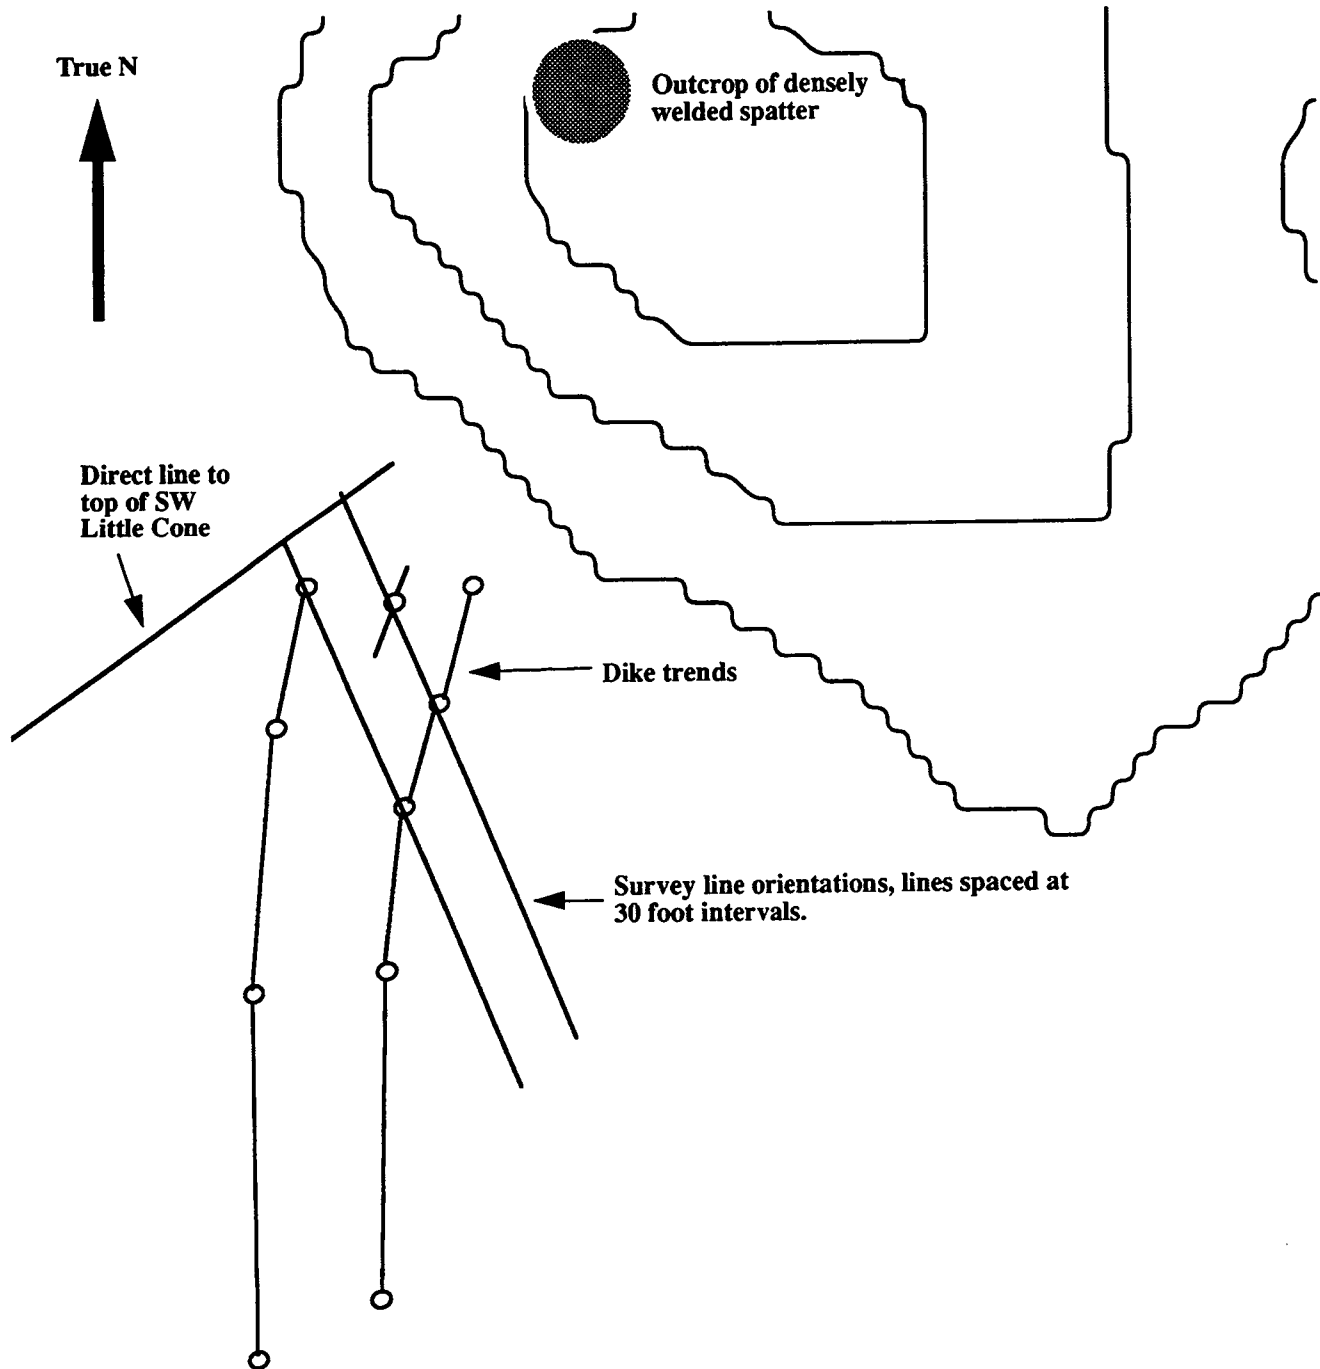 True N
Outcrop of densely
welded spatter
Direct line to
top of SW
Little Cone
Dike trends
Survey line orientations, lines spaced at
30 foot intervals.